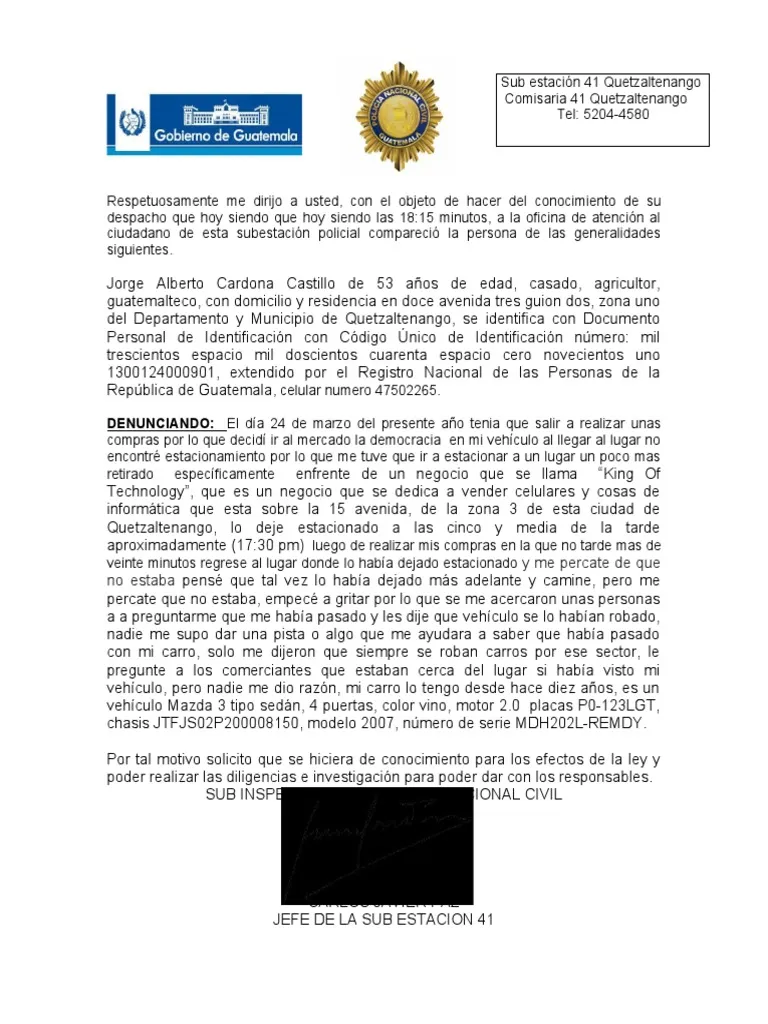 Gobierno de Guatemala
POLICIA NACIONAL CIVIL
GUATEMALA
Sub estación 41 Quetzaltenango
Comisaria 41 Quetzaltenango
Tel: 5204-4580
Respetuosamente me dirijo a usted, con el objeto de hacer del conocimiento de su
despacho que hoy siendo que hoy siendo las 18:15 minutos, a la oficina de atención al
ciudadano de esta subestación policial compareció la persona de las generalidades
siguientes.
Jorge Alberto Cardona Castillo de 53 años de edad, casado, agricultor,
guatemalteco, con domicilio y residencia en doce avenida tres guion dos, zona uno
del Departamento y Municipio de Quetzaltenango, se identifica con Documento
Personal de Identificación con Código Único de Identificación número: mil
trescientos espacio mil doscientos cuarenta espacio cero novecientos uno
1300124000901, extendido por el Registro Nacional de las Personas de la
República de Guatemala, celular numero 47502265.
DENUNCIANDO: El día 24 de marzo del presente año tenia que salir a realizar unas
compras por lo que decidí ir al mercado la democracia en mi vehículo al llegar al lugar no
encontré estacionamiento por lo que me tuve que ir a estacionar a un lugar un poco mas
retirado específicamente enfrente de un negocio que se llama “King Of
Technology”, que es un negocio que se dedica a vender celulares y cosas de
informática que esta sobre la 15 avenida, de la zona 3 de esta ciudad de
Quetzaltenango, lo deje estacionado a las cinco y media de la tarde
aproximadamente (17:30 pm) luego de realizar mis compras en la que no tarde mas de
veinte minutos regrese al lugar donde lo había dejado estacionado y me percate de que
no estaba pensé que tal vez lo había dejado más adelante y camine, pero me
percate que no estaba, empecé a gritar por lo que se me acercaron unas personas
a a preguntarme que me había pasado y les dije que vehículo se lo habían robado,
nadie me supo dar una pista o algo que me ayudara a saber que había pasado
con mi carro, solo me dijeron que siempre se roban carros por ese sector, le
pregunte a los comerciantes que estaban cerca del lugar si había visto mi
vehículo, pero nadie me dio razón, mi carro lo tengo desde hace diez años, es un
vehículo Mazda 3 tipo sedán, 4 puertas, color vino, motor 2.0 placas P0-123LGT,
chasis JTFJS02P200008150, modelo 2007, número de serie MDH202L-REMDY.
Por tal motivo solicito que se hiciera de conocimiento para los efectos de la ley y
poder realizar las diligencias e investigación para poder dar con los responsables.
SUB CIVIL
JEFE DE LA SUB ESTACION 41